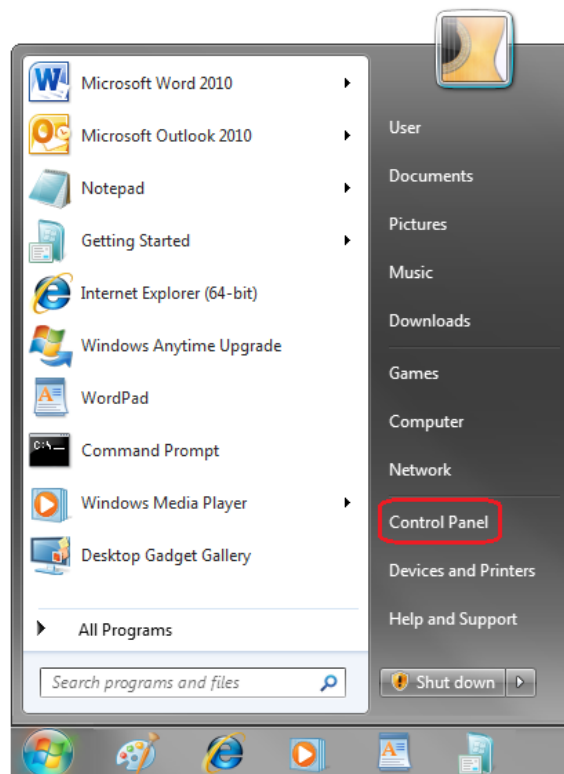 Microsoft Word 2010
Microsoft Outlook 2010
Notepad
Getting Started
Internet Explorer (64-bit)
Windows Anytime Upgrade
WordPad
Command Prompt
Windows Media Player
Desktop Gadget Gallery
All Programs
Search programs and files
User
Documents
Pictures
Music
Downloads
Games
Computer
Network
Control Panel
Devices and Printers
Help and Support
Shut down